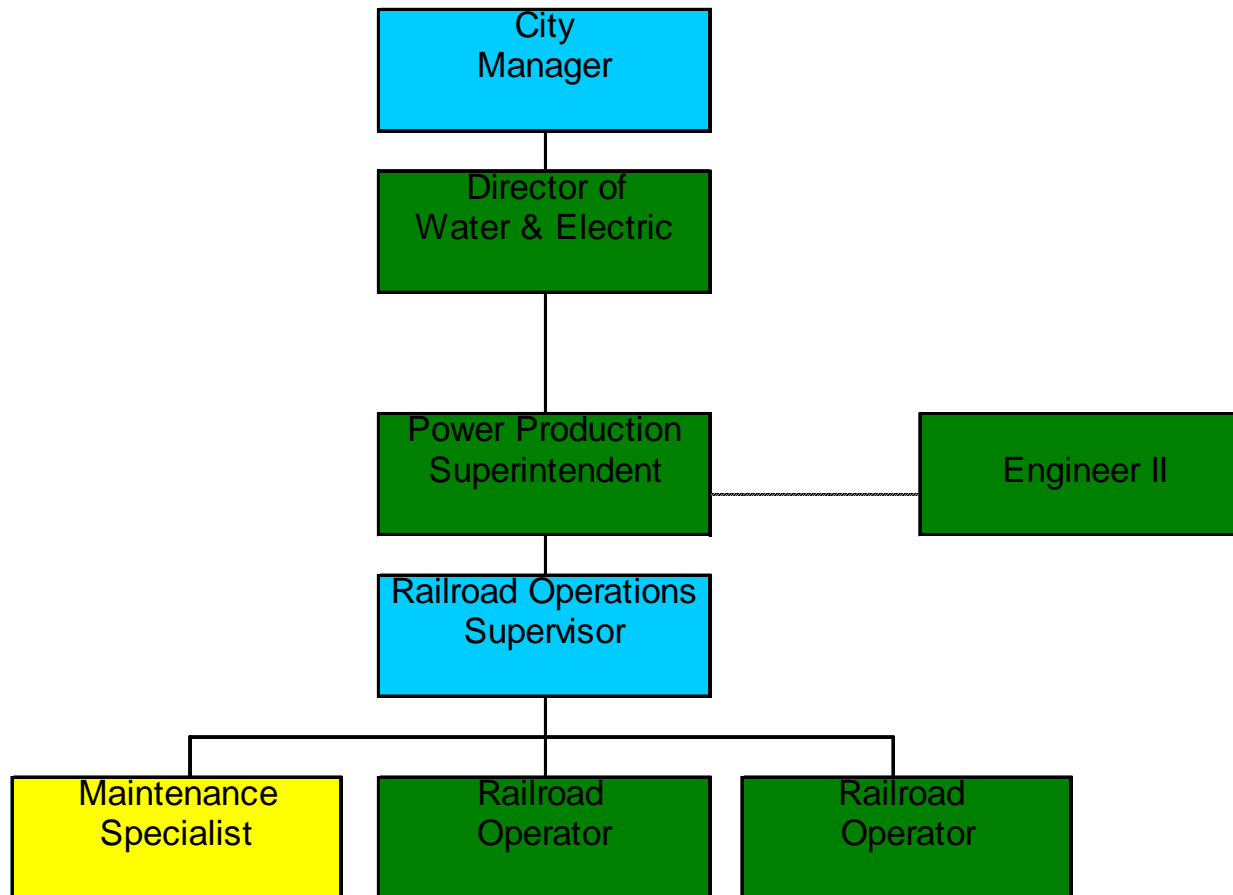 City
Manager
Director of
Water & Electric
Power Production
Superintendent
Engineer II
Railroad Operations
Supervisor
Maintenance
Specialist
Railroad
Operator
Railroad
Operator